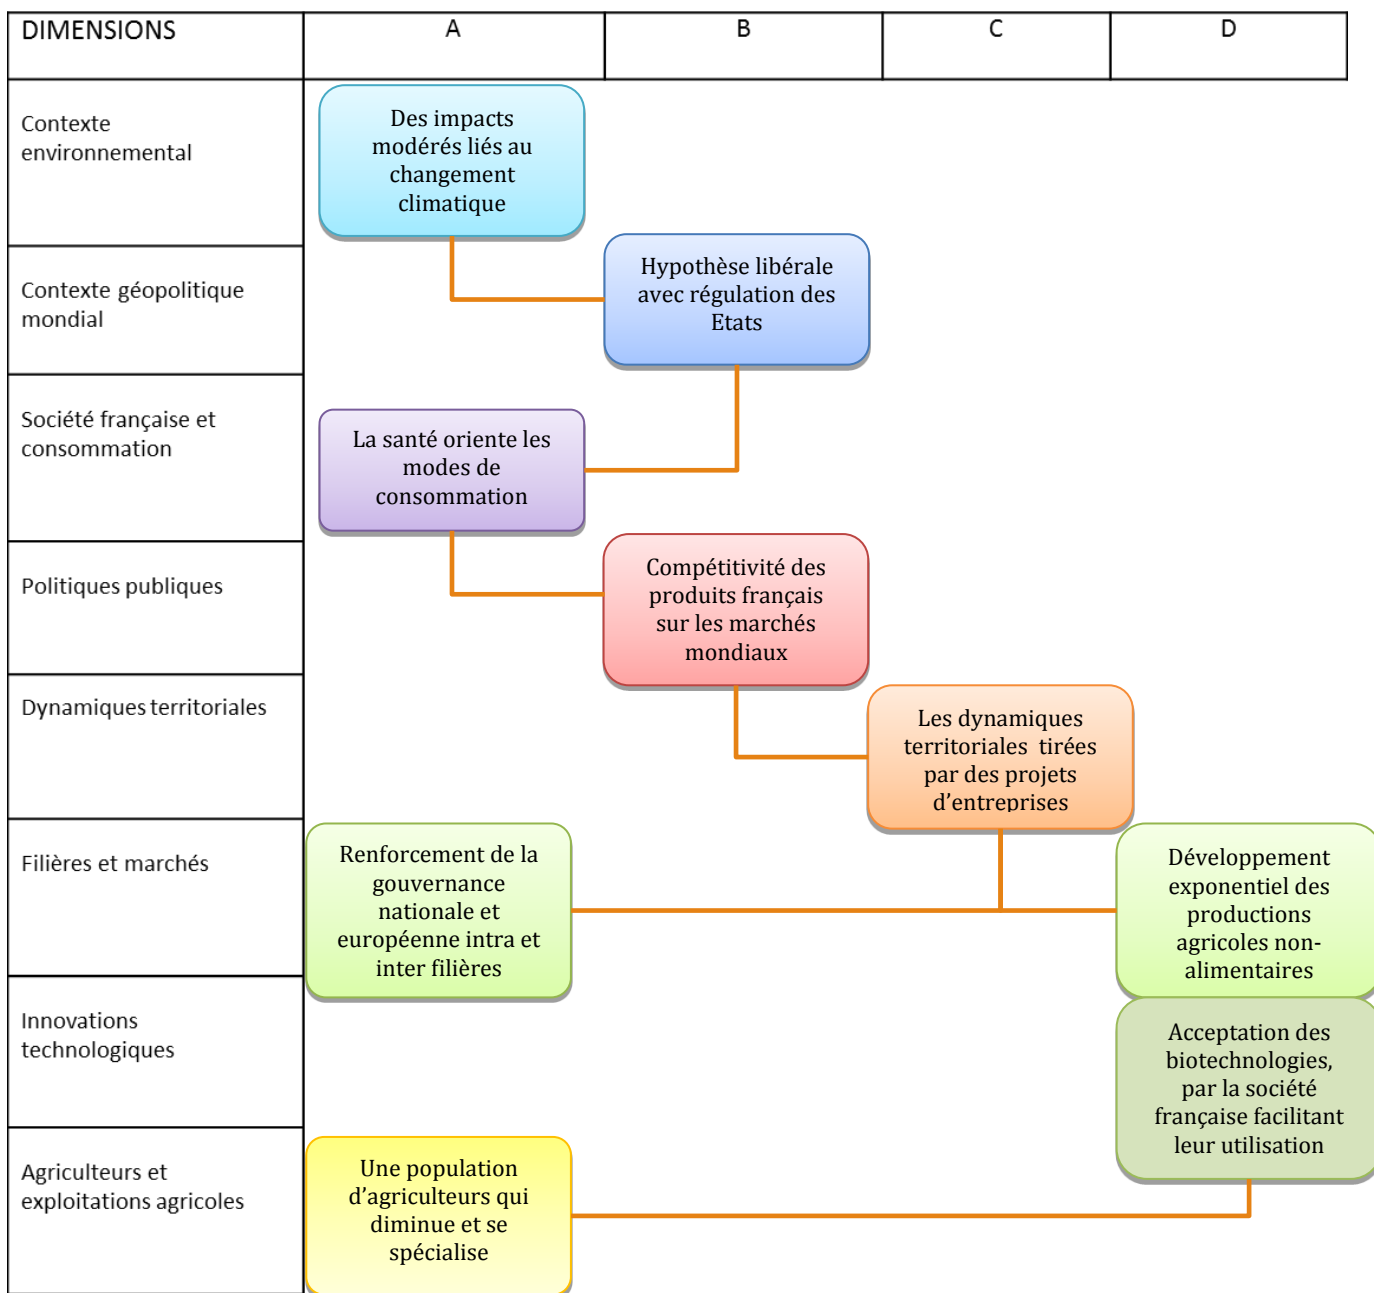 DIMENSIONS
A
B
C
D
Contexte
environnemental
Des impacts
modérés liés au
changement
climatique
Contexte géopolitique
mondial
Hypothèse libérale
avec régulation des
Etats
Société française et
consommation
La santé oriente les
modes de
consommation
Politiques publiques
Compétitivité des
produits français
sur les marchés
mondiaux
Dynamiques territoriales
Les dynamiques
territoriales tirées
par des projets
d’entreprises
Filières et marchés
Renforcement de la
gouvernance
nationale et
européenne intra et
inter filières
Développement
exponentiel des
productions
agricoles non-
alimentaires
Innovations
technologiques
Acceptation des
biotechnologies,
par la société
française facilitant
leur utilisation
Agriculteurs et
exploitations agricoles
Une population
d’agriculteurs qui
diminue et se
spécialise